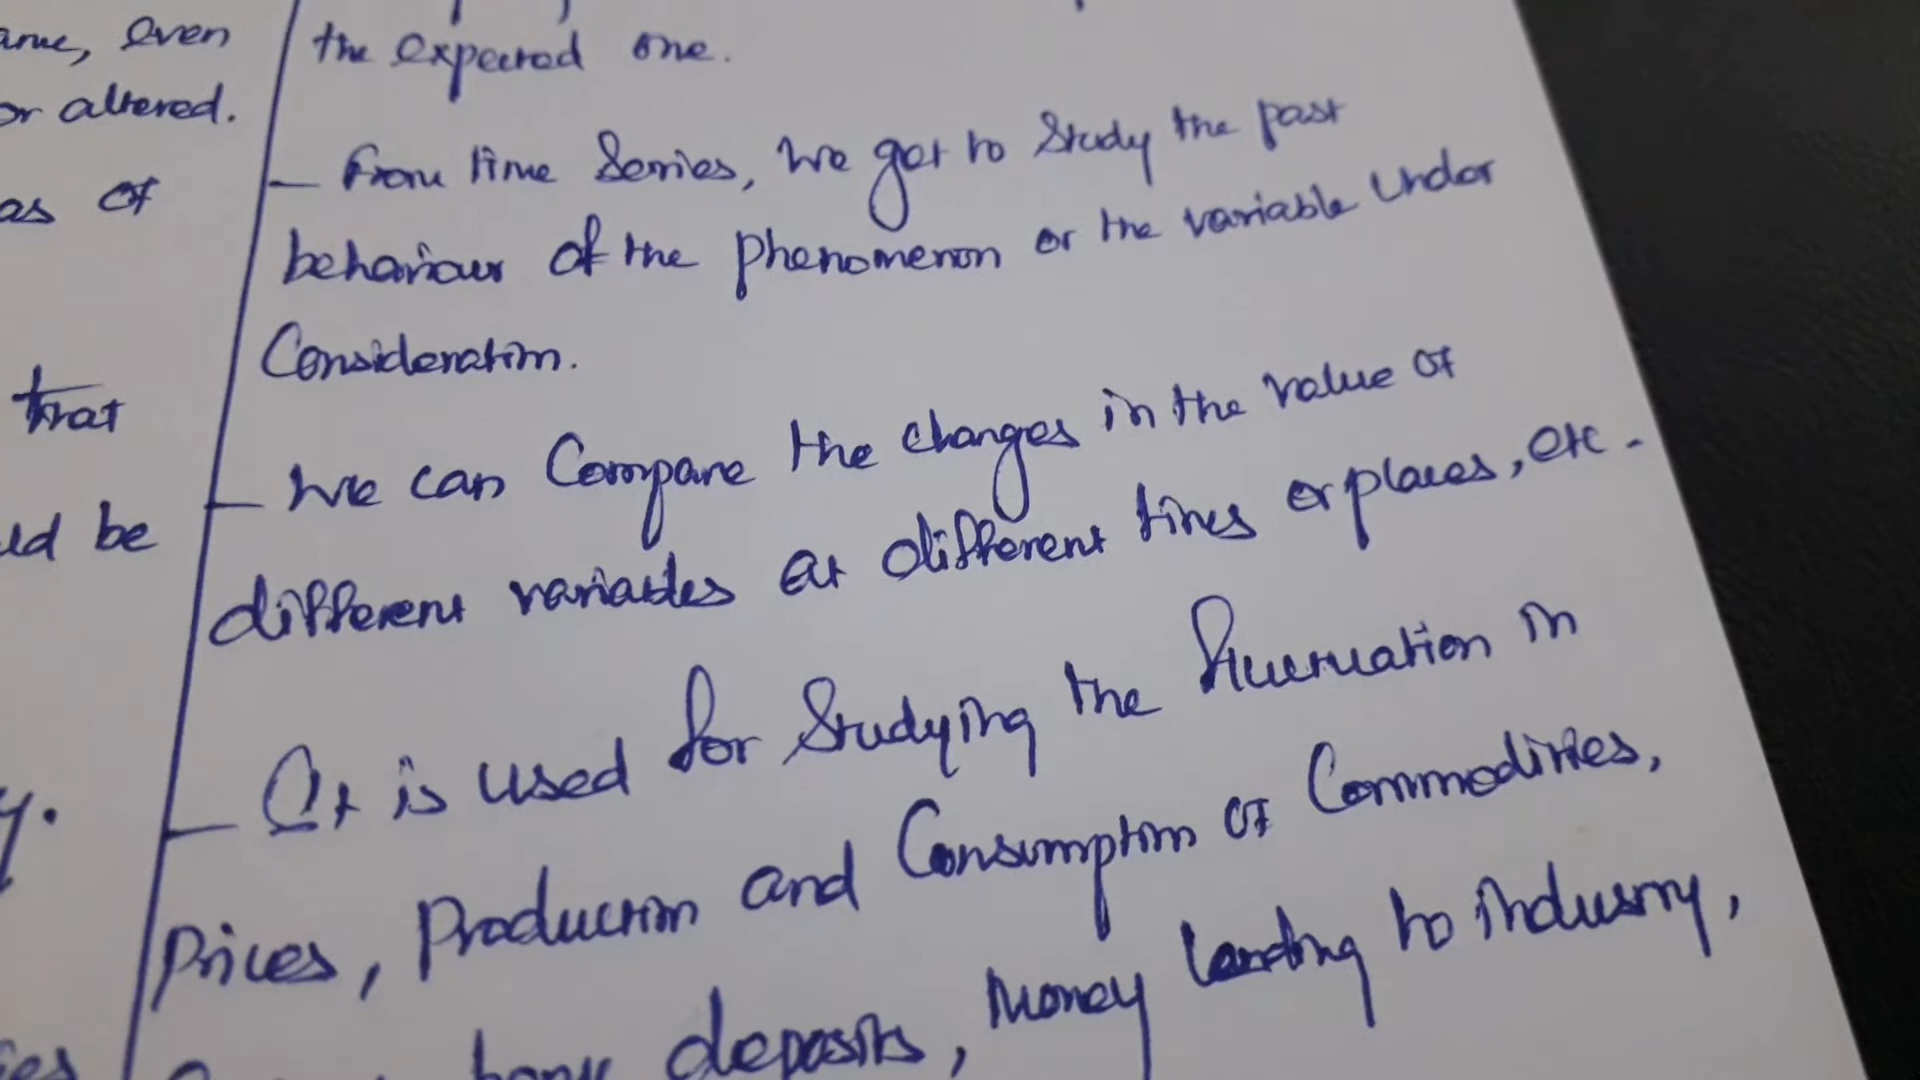 even
or altered.
as of
that
be
the expected one.
- From time Series, we get to Study the past
behaviour of the phenomenon or the variable under
Consideration.
- We can Compare the changes in the value of
different variables at different times or places, etc.
- It is used for Studying the fluctuation in
Prices, Production and Consumption of Commodities,
deposits, Money lending to industry,